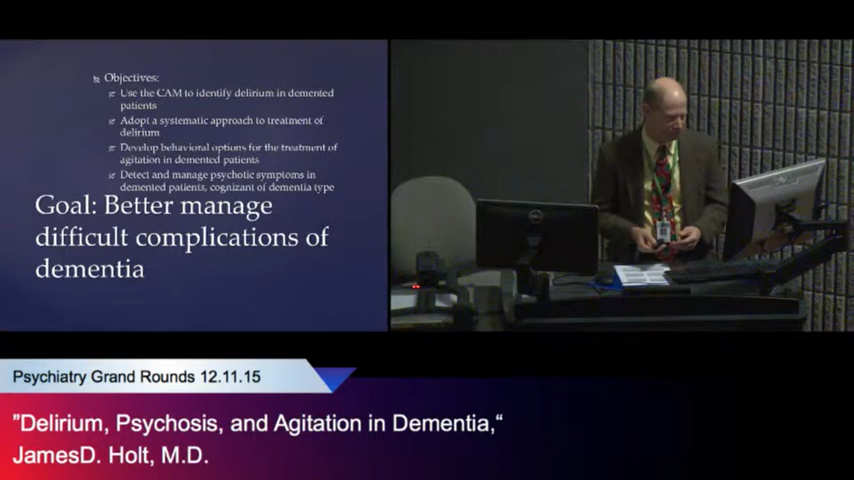 Objectives:
Use the CAM to identify delirium in demented
patients
Adopt a systematic approach to treatment of
delirium
Develop behavioral options for the treatment of
agitation in demented patients
Detect and manage psychotic symptoms in
demented patients, cognizant of dementia type
Goal: Better manage
difficult complications of
dementia
DELL
Psychiatry Grand Rounds 12.11.15
”Delirium, Psychosis, and Agitation in Dementia,“
JamesD. Holt, M.D.